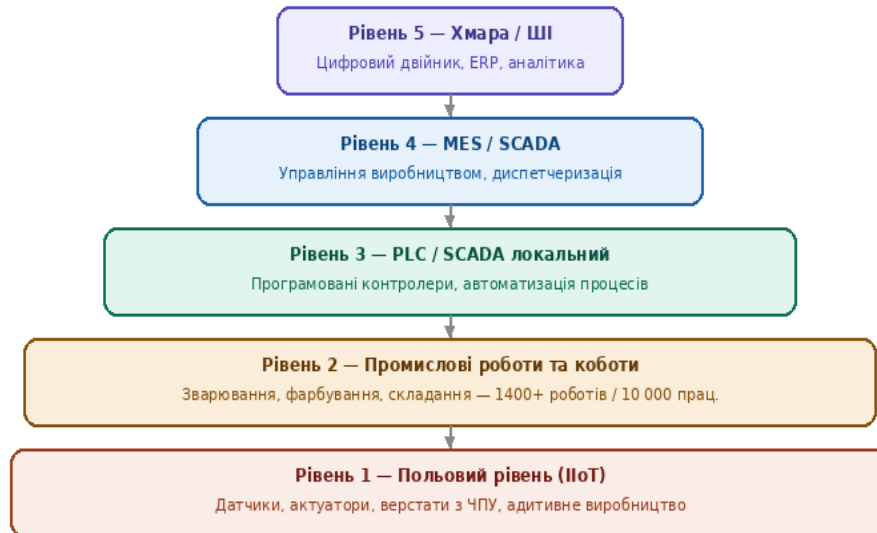 Рівень 5 — Хмара / ШІ
Цифровий двійник, ERP, аналітика
Рівень 4 — MES / SCADA
Управління виробництвом, диспетчеризація
Рівень 3 — PLC / SCADA локальний
Програмовані контролери, автоматизація процесів
Рівень 2 — Промислові роботи та коботи
Зварювання, фарбування, складання — 1400+ роботів / 10 000 прац.
Рівень 1 — Польовий рівень (IIoT)
Датчики, актуатори, верстати з ЧПУ, адитивне виробництво